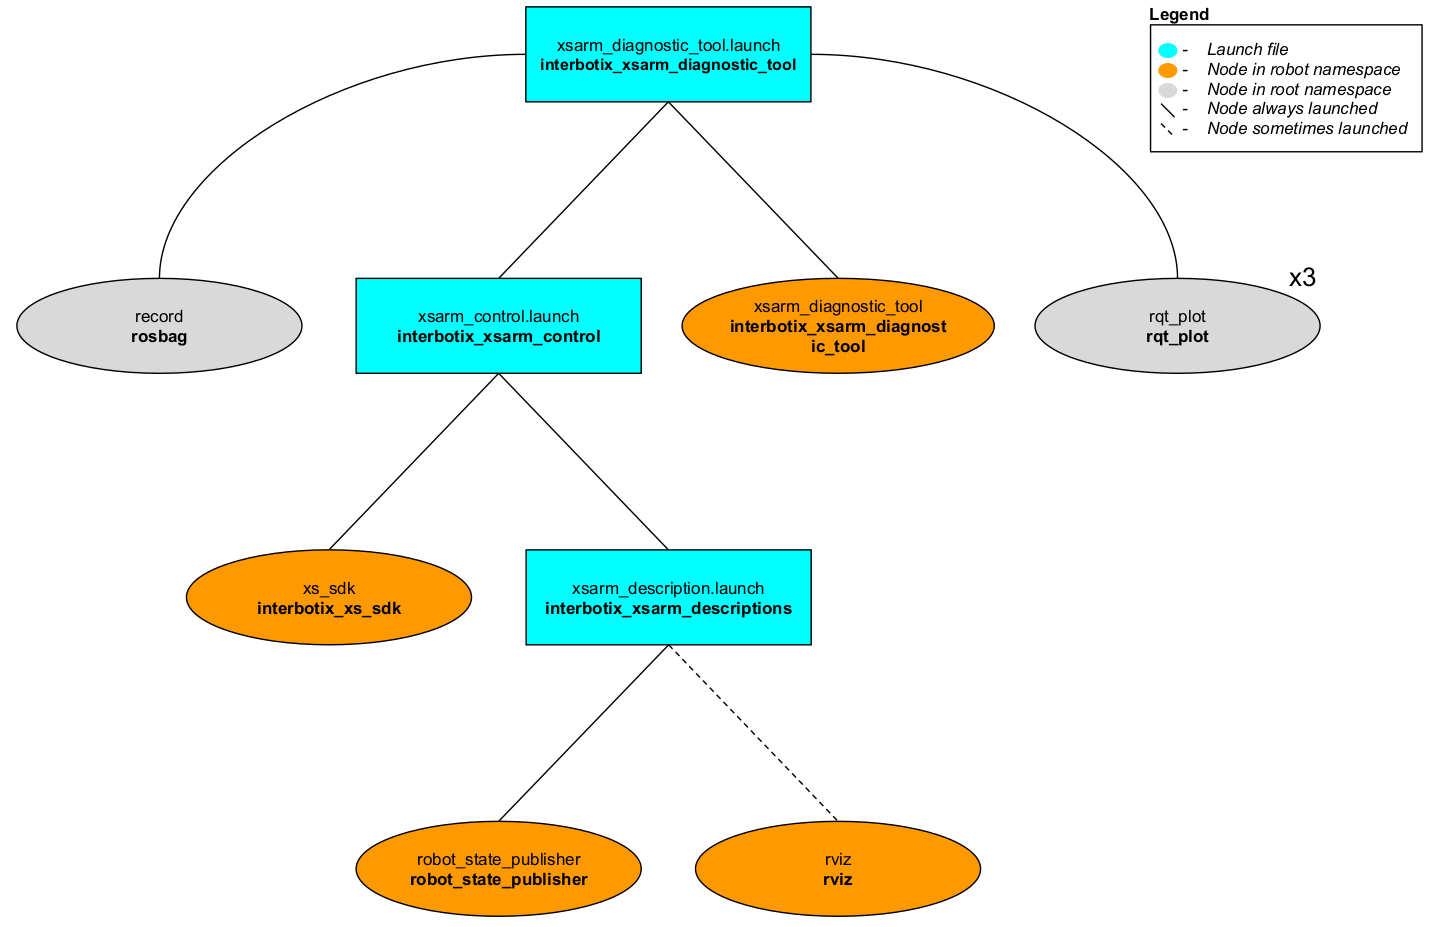 xsarm_diagnostic_tool.launch
interbotix_xsarm_diagnostic_tool
Legend
- Launch file
- Node in robot namespace
- Node in root namespace
- Node always launched
- Node sometimes launched
record
rosbag
xsarm_control.launch
interbotix_xsarm_control
xsarm_diagnostic_tool
interbotix_xsarm_diagnost
ic_tool
x3
rqt_plot
rqt_plot
xs_sdk
interbotix_xs_sdk
xsarm_description.launch
interbotix_xsarm_descriptions
robot_state_publisher
robot_state_publisher
rviz
rviz